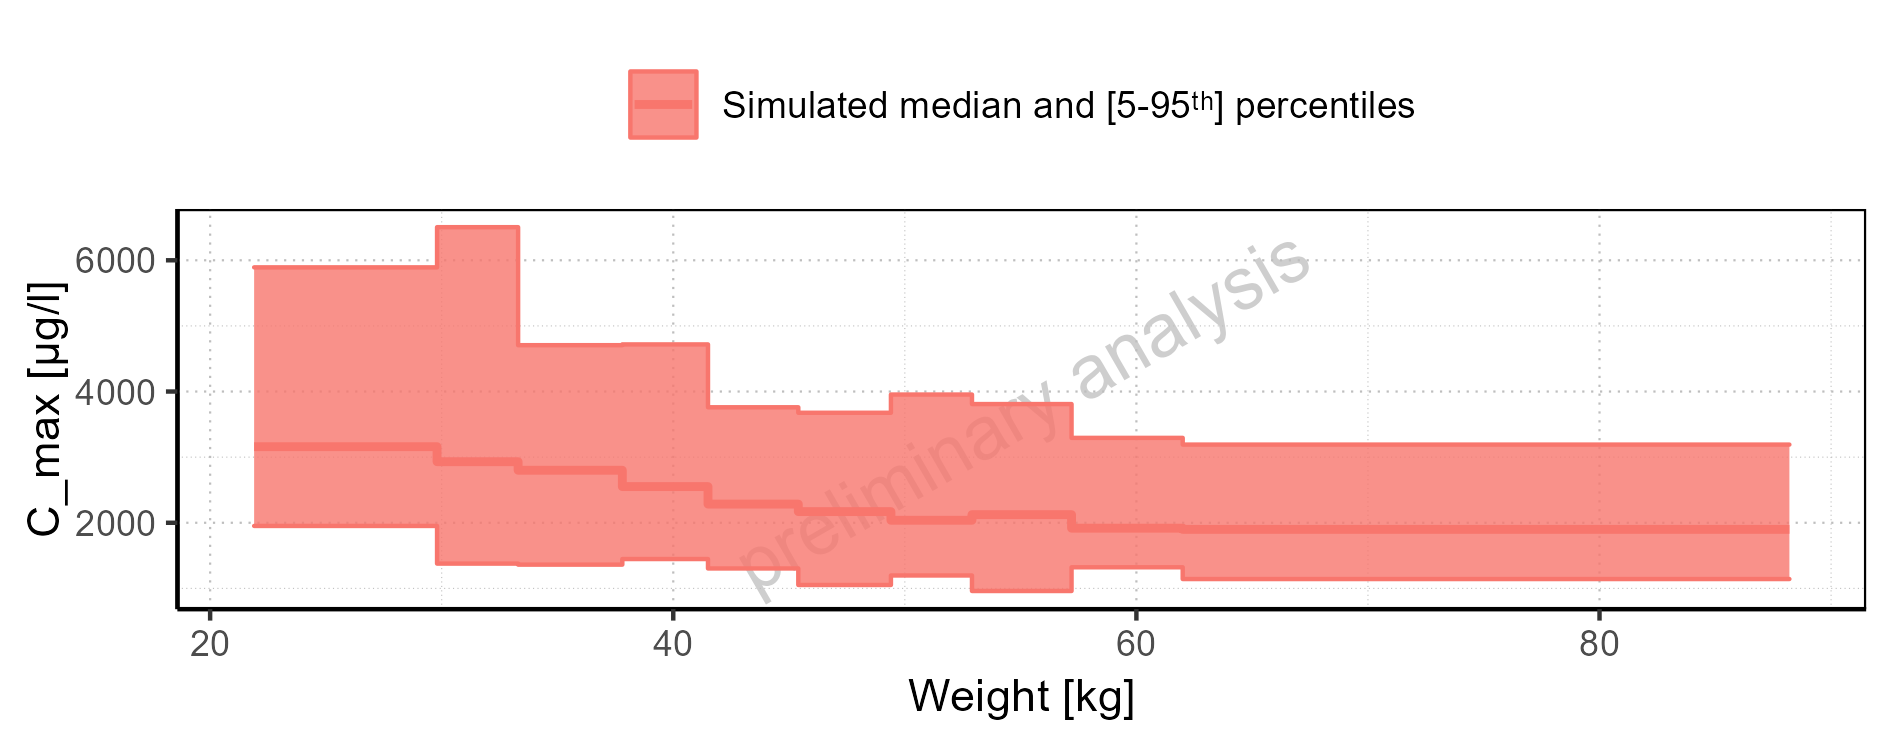 Simulated median and [5-95ᵗʰ] percentiles
6000
4000
2000
C_max [µg/l]
preliminary analysis
20 40 60 80
Weight [kg]